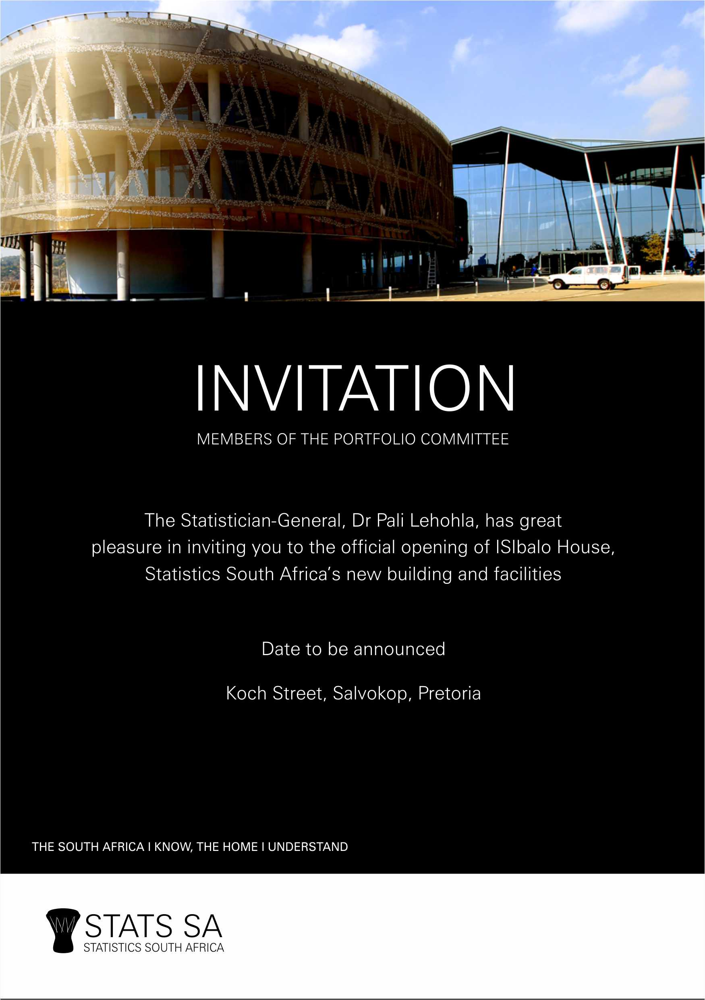 INVITATION
MEMBERS OF THE PORTFOLIO COMMITTEE
The Statistician-General, Dr Pali Lehohla, has great
pleasure in inviting you to the official opening of ISIbalo House,
Statistics South Africa’s new building and facilities
Date to be announced
Koch Street, Salvokop, Pretoria
THE SOUTH AFRICA I KNOW, THE HOME I UNDERSTAND
STATS SA
STATISTICS SOUTH AFRICA